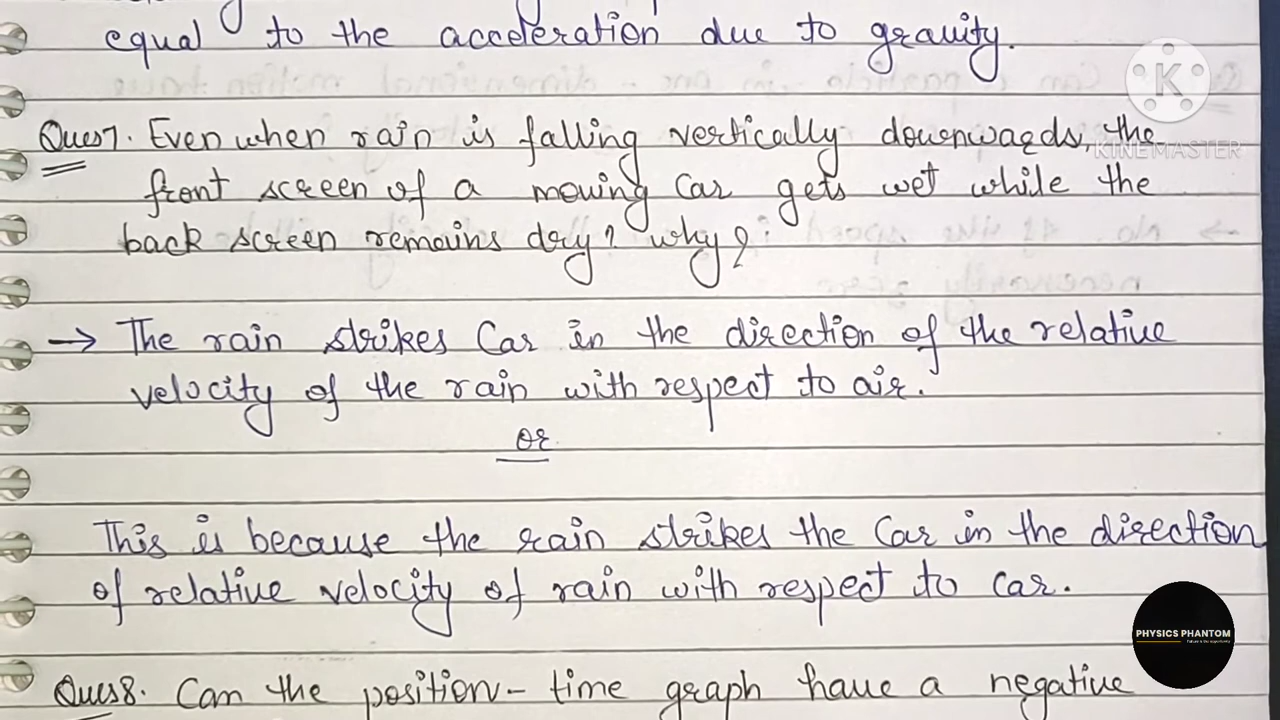 equal to the acceleration due to gravity.
Ques7. Even when rain is falling vertically downwards, the
front screen of a moving Car gets wet while the
back screen remains dry? why?
→ The rain strikes Car in the direction of the relative
velocity of the rain with respect to air.
or
This is because the rain strikes the Car in the direction
of relative velocity of rain with respect to Car.
Ques8. Can the position - time graph have a negative
K
KINEMASTER
PHYSICS PHANTOM